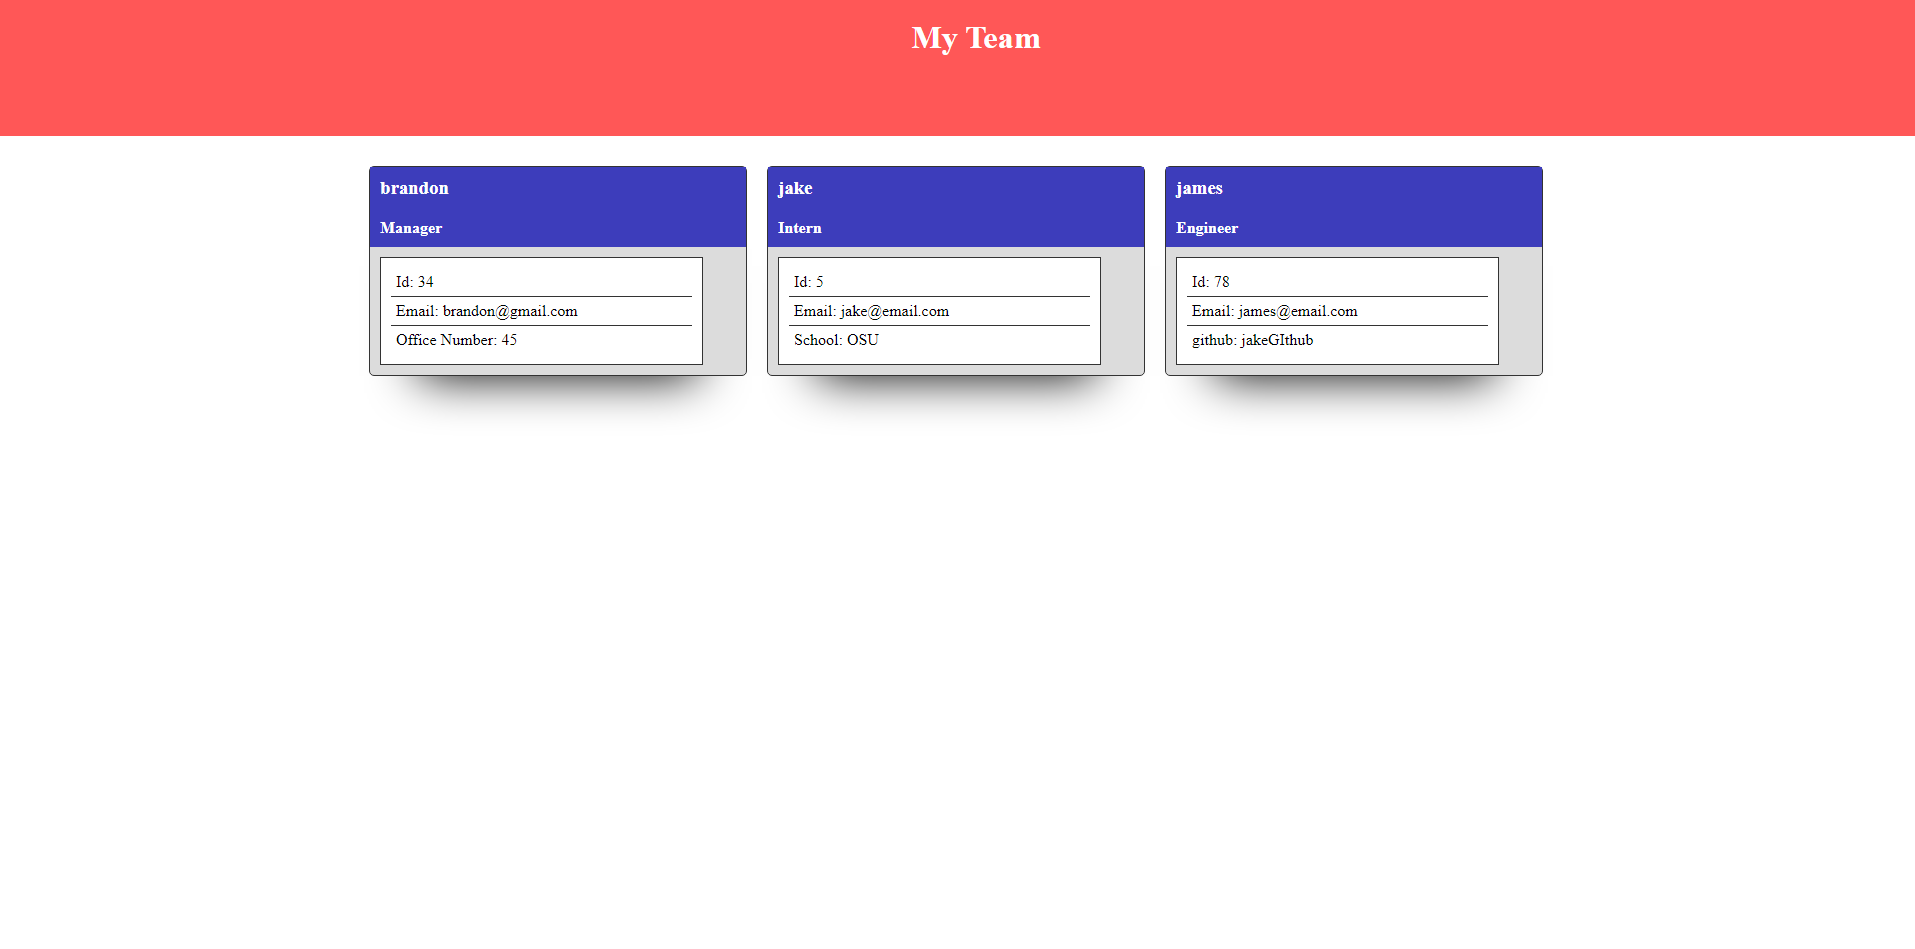 My Team
brandon
Manager
Id: 34
Email: brandon@gmail.com
Office Number: 45
jake
Intern
Id: 5
Email: jake@email.com
School: OSU
james
Engineer
Id: 78
Email: james@email.com
github: jakeGIthub